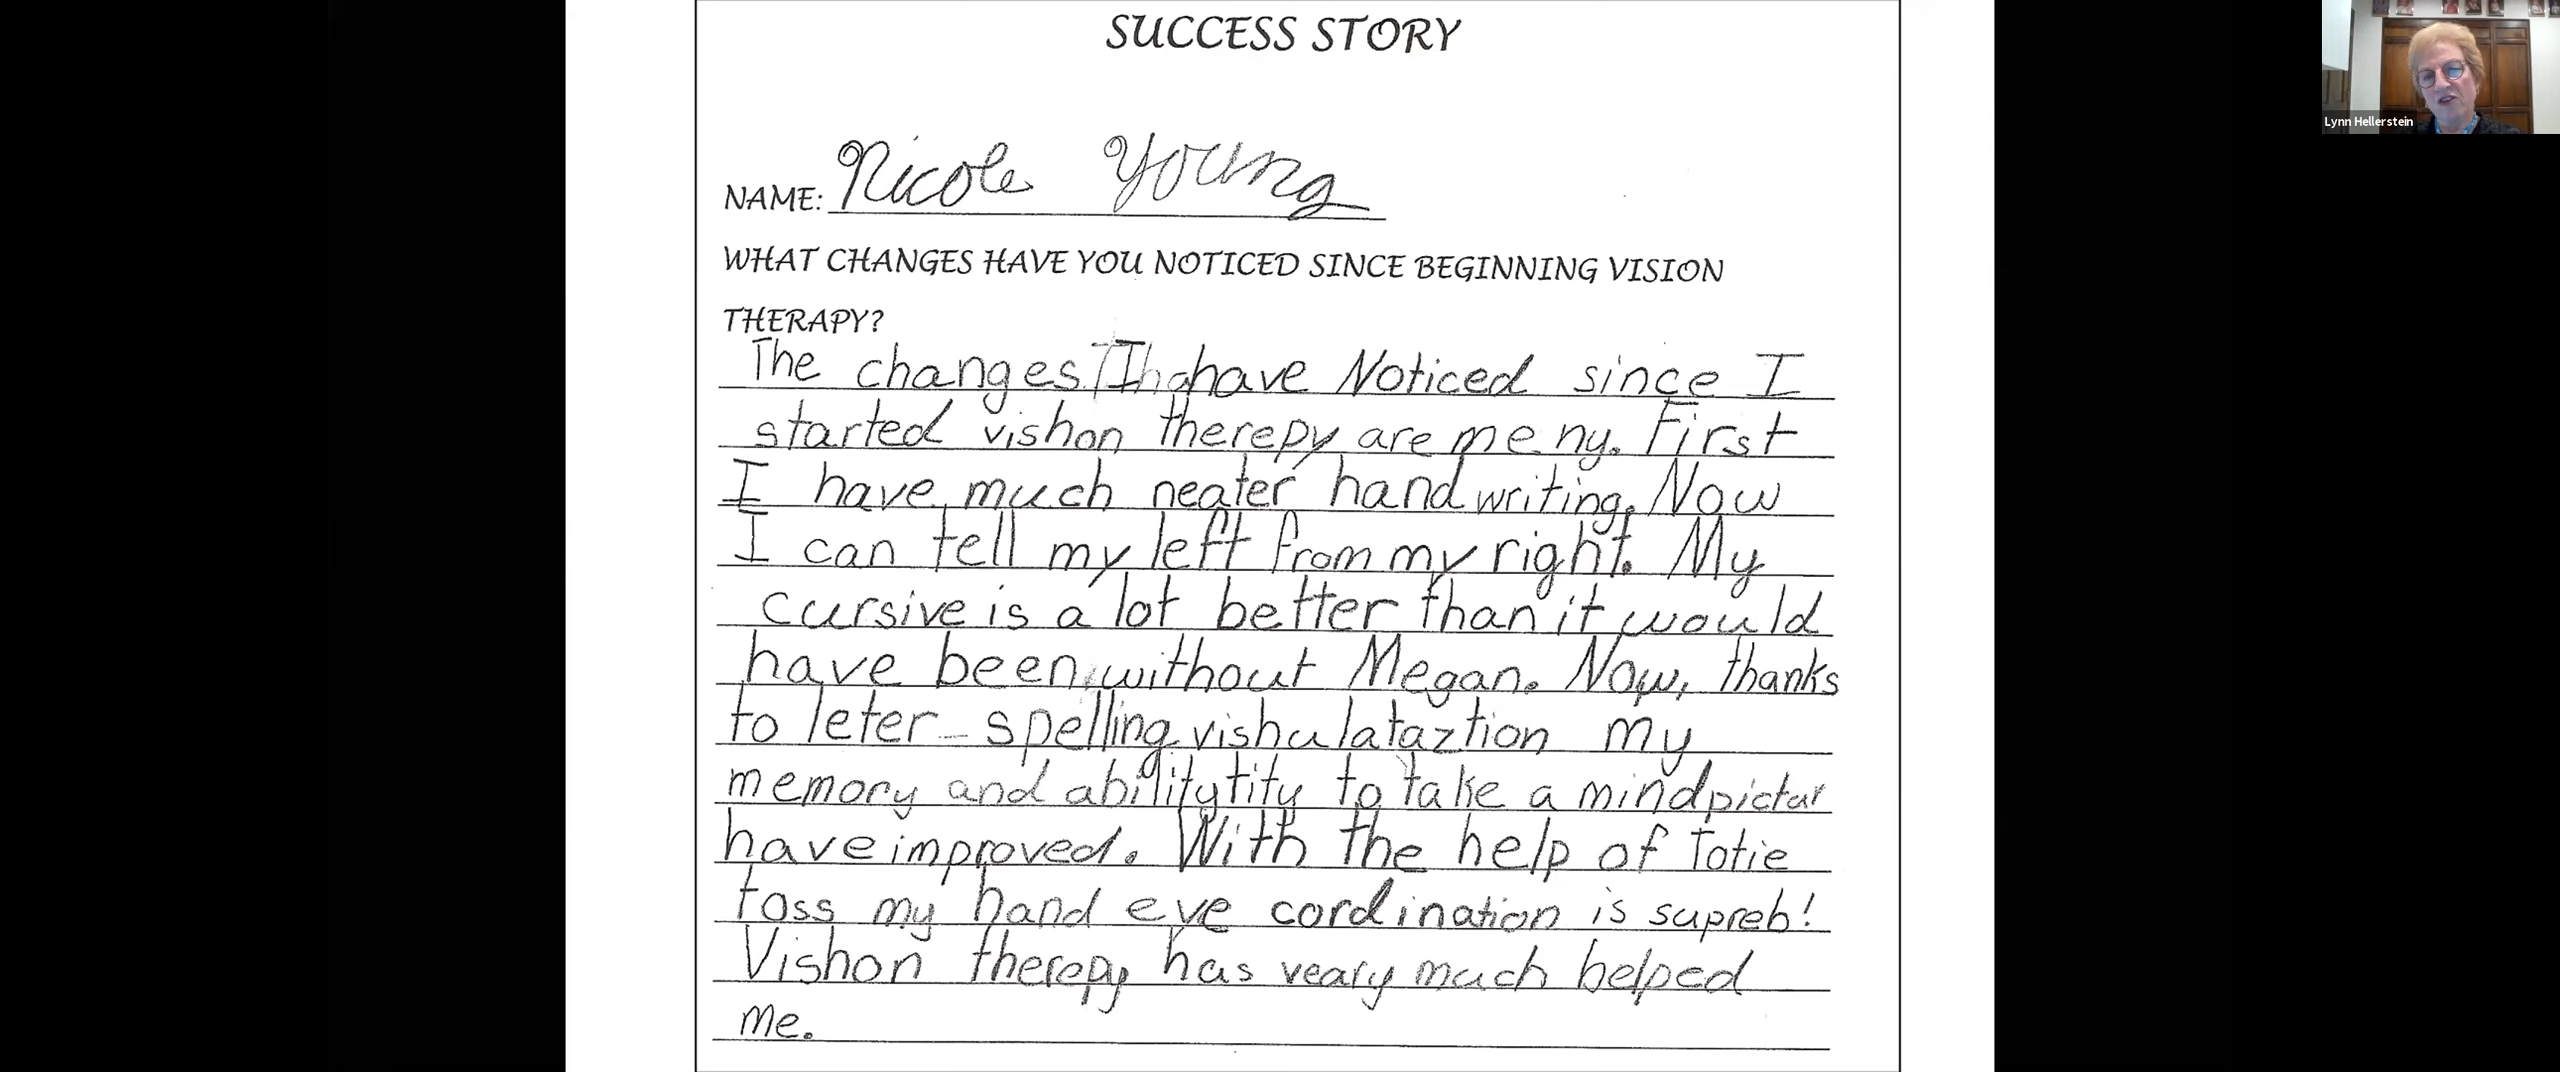 SUCCESS STORY
Lynn Hellerstein
NAME: Nicole Young
WHAT CHANGES HAVE YOU NOTICED SINCE BEGINNING VISION
THERAPY?
The changes I have Noticed since I
started vishon therepy are meny. First
I have much neater handwriting. Now
I can tell my left from my right. My
cursive is a lot better than it would
have been without Megan. Now, thanks
to leter spelling vishulataztion my
memory and abilitytity to take a mindpictur
have improved. With the help of Totie
toss my hand eye cordination is supreb!
Vishon therepy has veary much helped
me.